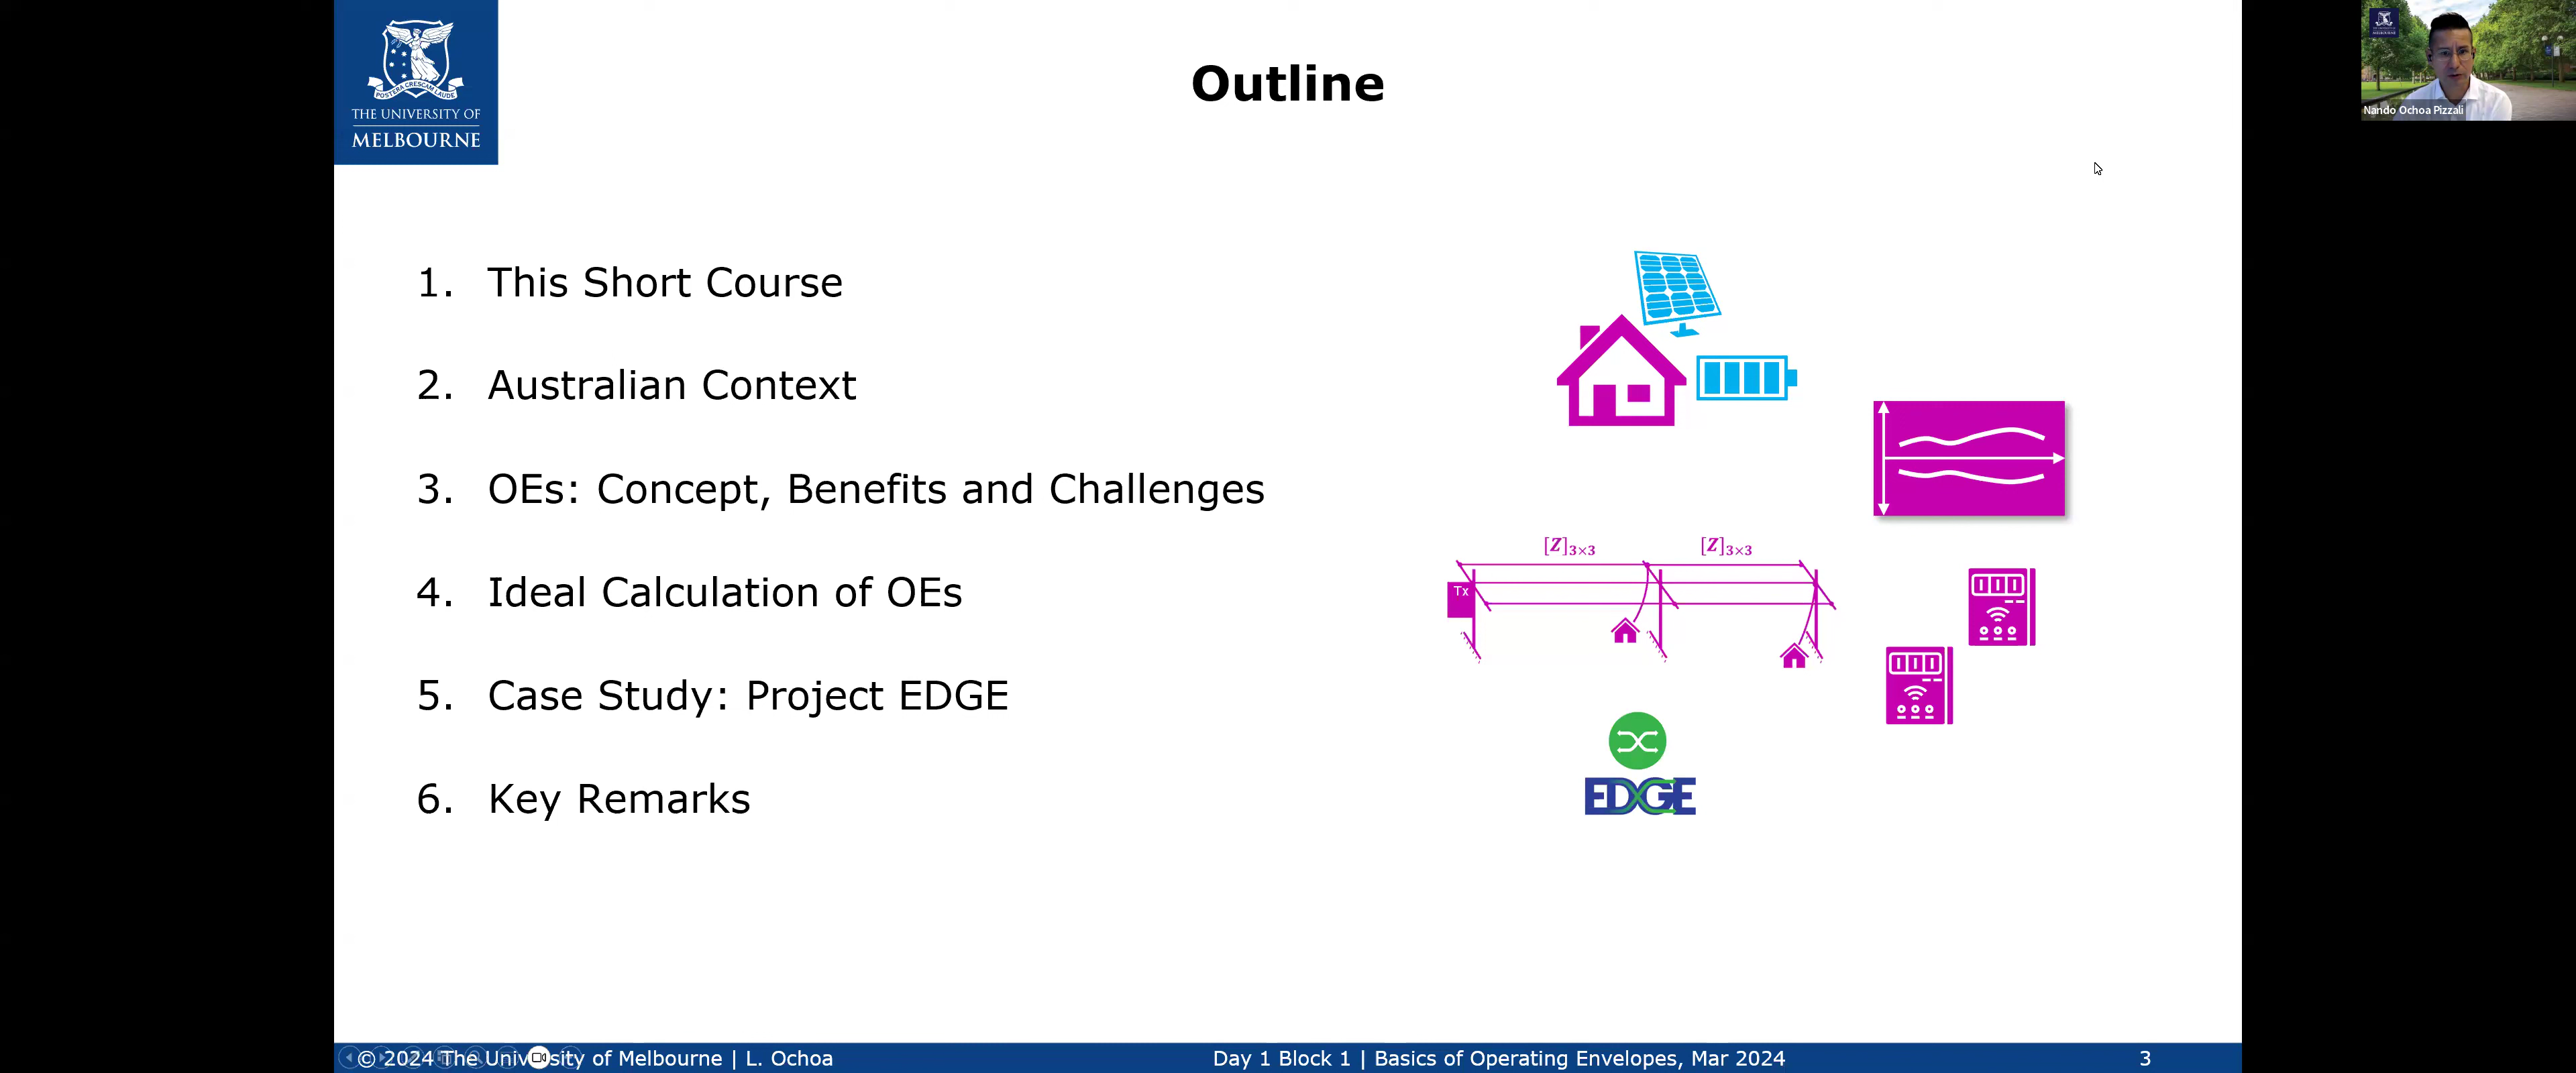 POSTERA CRESCAM LAUDE
THE UNIVERSITY OF
MELBOURNE
Outline
Nando Ochoa Pizzali
1. This Short Course
2. Australian Context
3. OEs: Concept, Benefits and Challenges
4. Ideal Calculation of OEs
5. Case Study: Project EDGE
6. Key Remarks
[Z]3×3 [Z]3×3
Tx
EDGE
© 2024 The University of Melbourne | L. Ochoa
Day 1 Block 1 | Basics of Operating Envelopes, Mar 2024
3